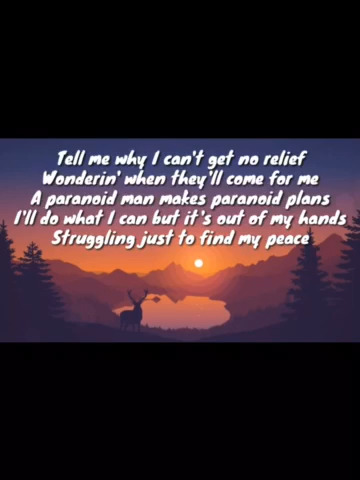 Tell me why I can't get no relief
Wonderin' when they'll come for me
A paranoid man makes paranoid plans
I'll do what I can but it's out of my hands
Struggling just to find my peace